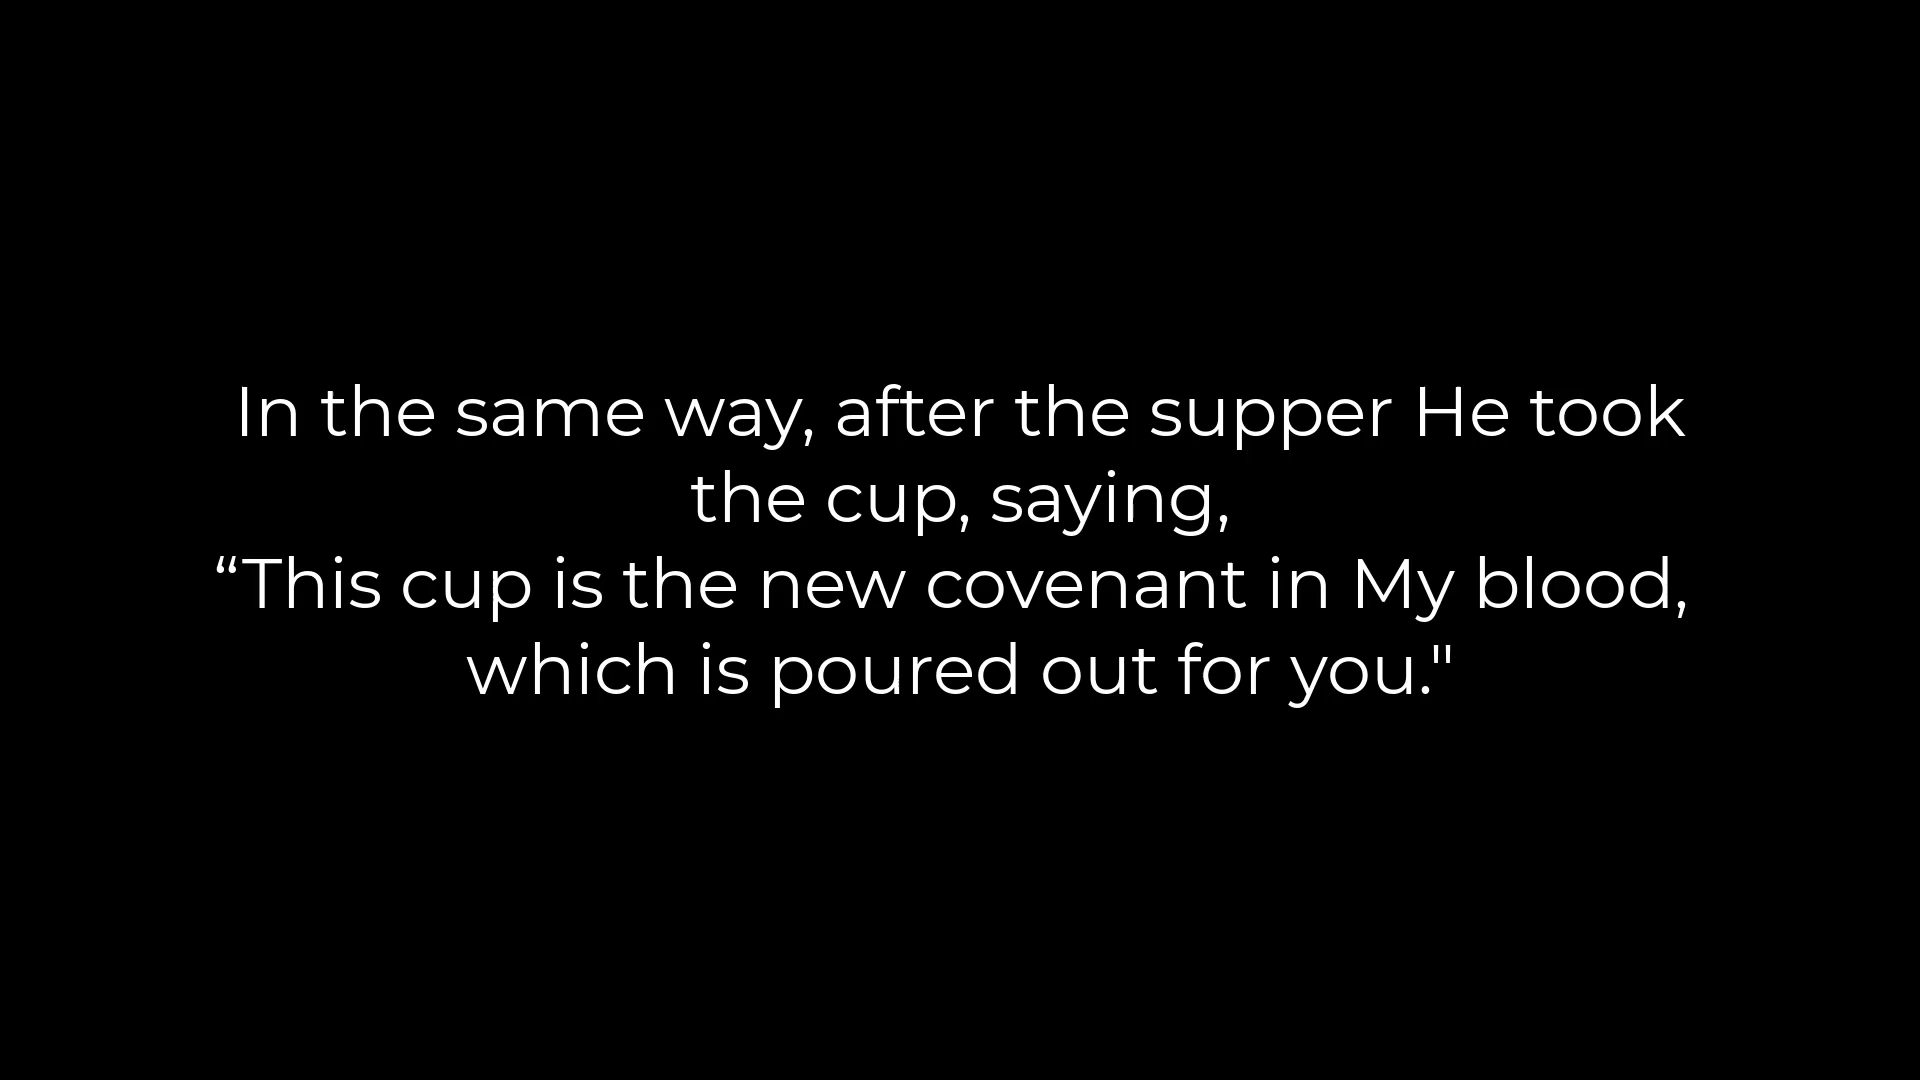 In the same way, after the supper He took
the cup, saying,
“This cup is the new covenant in My blood,
which is poured out for you."